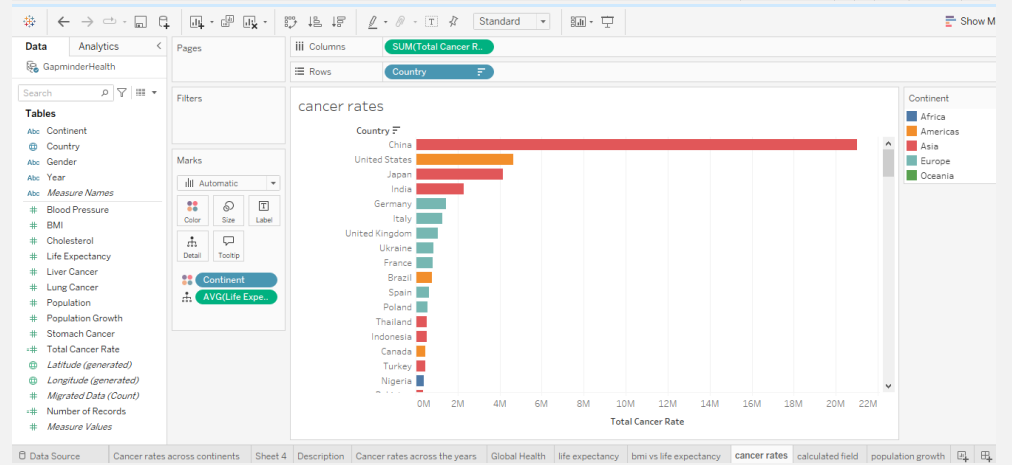 Standard
Show M
Data
Analytics
Pages
Columns
SUM(Total Cancer R..
GapminderHealth
Rows
Country
Search
Filters
Tables
Abc Continent
Country
Abc Gender
Abc Year
Abc Measure Names
Blood Pressure
BMI
Cholesterol
Life Expectancy
Liver Cancer
Lung Cancer
Population
Population Growth
Stomach Cancer
Total Cancer Rate
Latitude (generated)
Longitude (generated)
Migrated Data (Count)
Number of Records
Measure Values
Marks
Automatic
Color
Size
Label
Detail
Tooltip
Continent
AVG(Life Expe..
cancer rates
Country
China
United States
Japan
India
Germany
Italy
United Kingdom
Ukraine
France
Brazil
Spain
Poland
Thailand
Indonesia
Canada
Turkey
Nigeria
0M 2M 4M 6M 8M 10M 12M 14M 16M 18M 20M 22M
Total Cancer Rate
Continent
Africa
Americas
Asia
Europe
Oceania
Data Source
Cancer rates across continents
Sheet 4
Description
Cancer rates across the years
Global Health
life expectancy
bmi vs life expectancy
cancer rates
calculated field
population growth